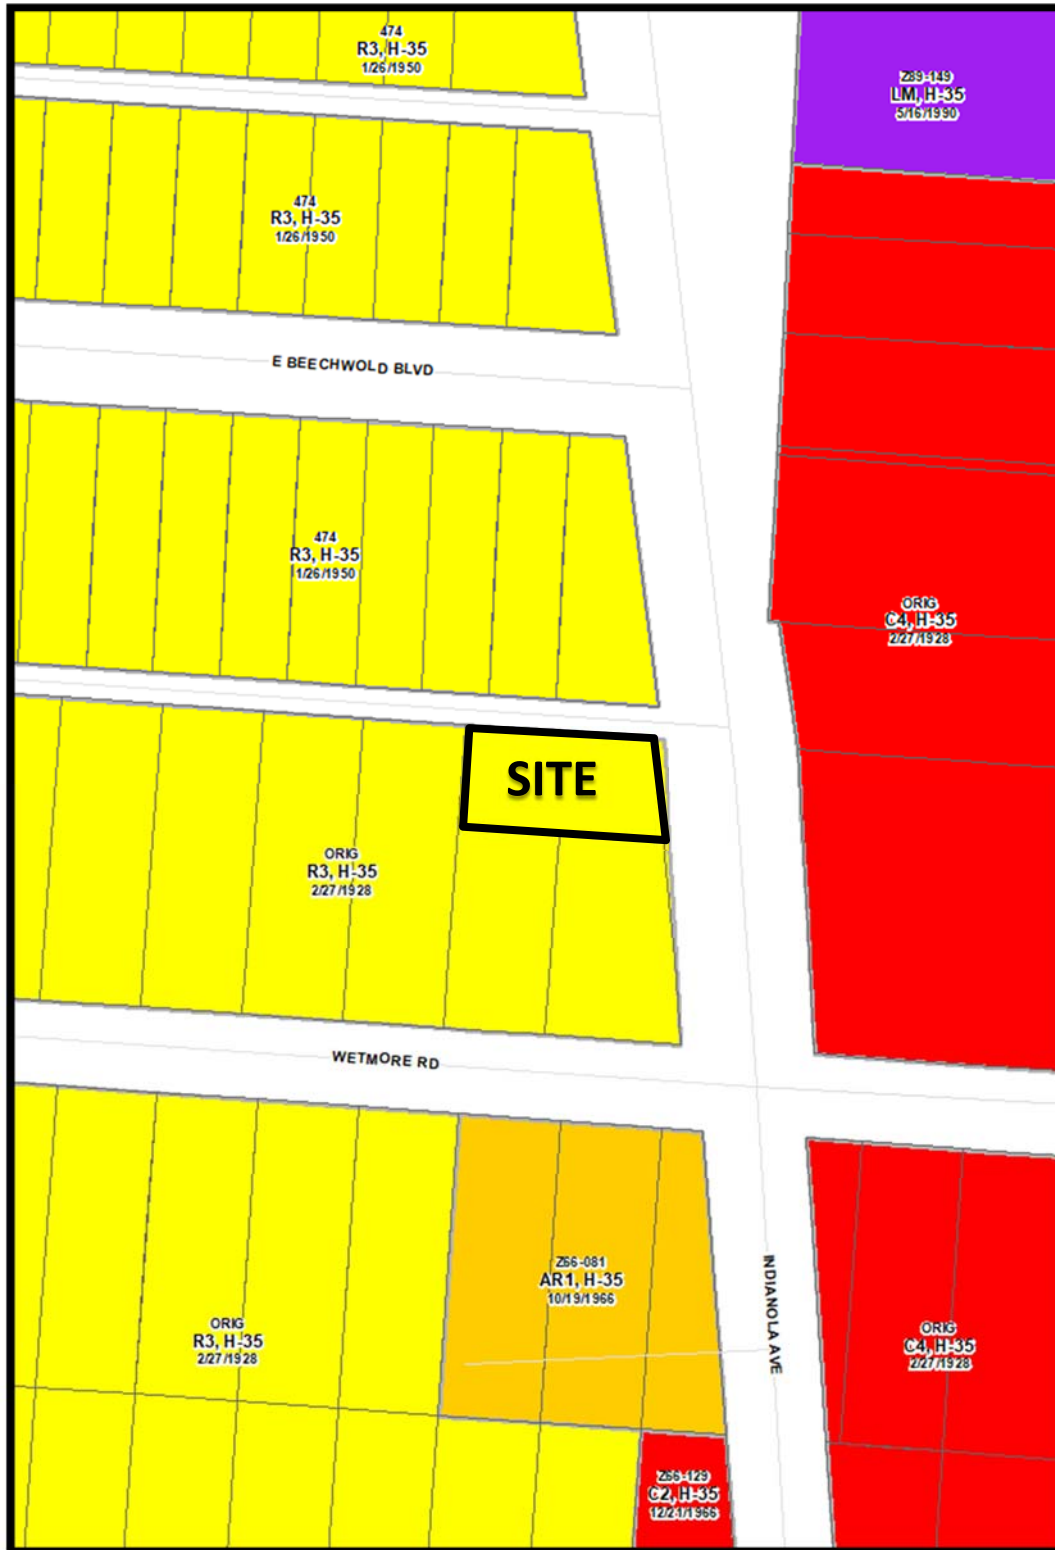 474
R3, H-35
1/26/1950
Z89-149
LM, H-35
5/16/1990
474
R3, H-35
1/26/1950
E BEECHWOLD BLVD
474
R3, H-35
1/26/1950
ORIG
C4, H-35
2/27/1928
SITE
ORIG
R3, H-35
2/27/1928
WETMORE RD
Z66-081
AR1, H-35
10/19/1966
INDIANOLA AVE
ORIG
R3, H-35
2/27/1928
ORIG
C4, H-35
2/27/1928
Z66-129
C2, H-35
12/21/1966